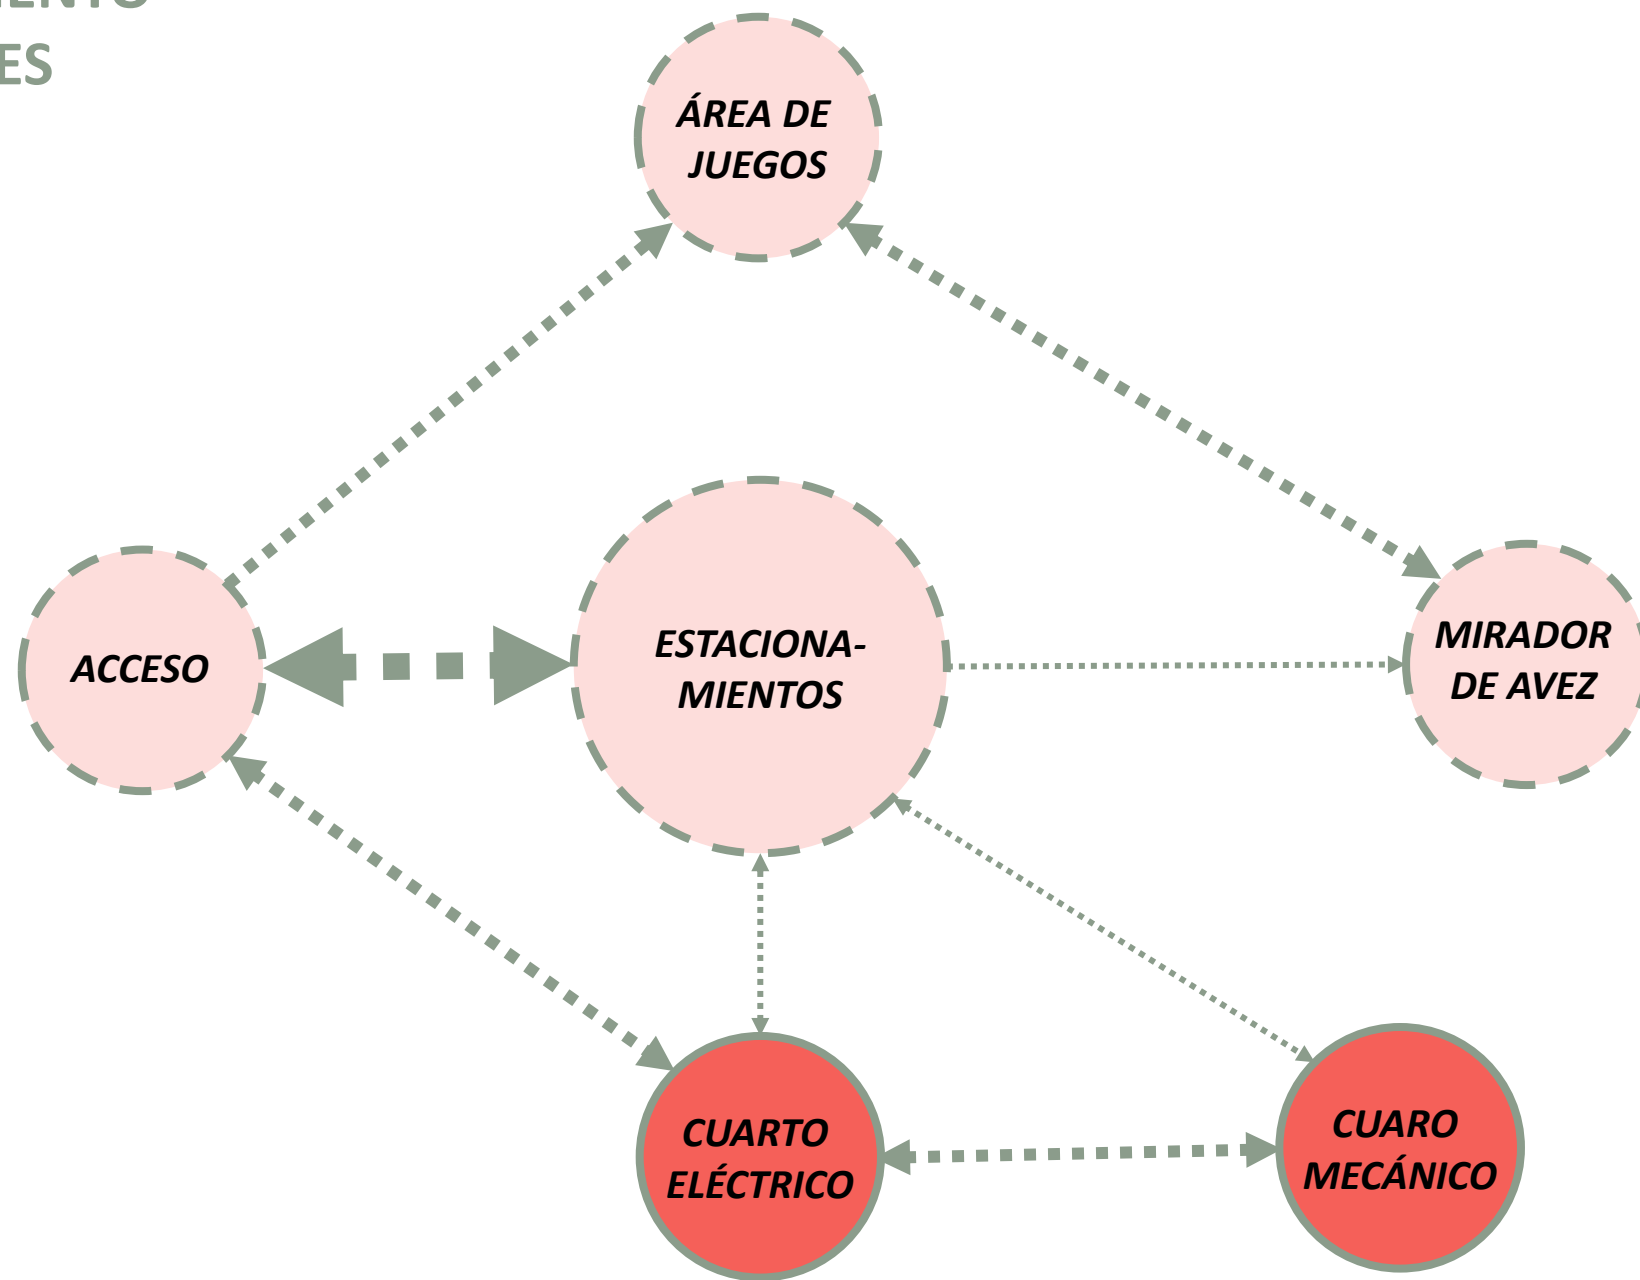 ES
ÁREA DE
JUEGOS
ESTACIONA-
MIENTOS
ACCESO
MIRADOR
DE AVEZ
CUARTO
ELÉCTRICO
CUARO
MECÁNICO